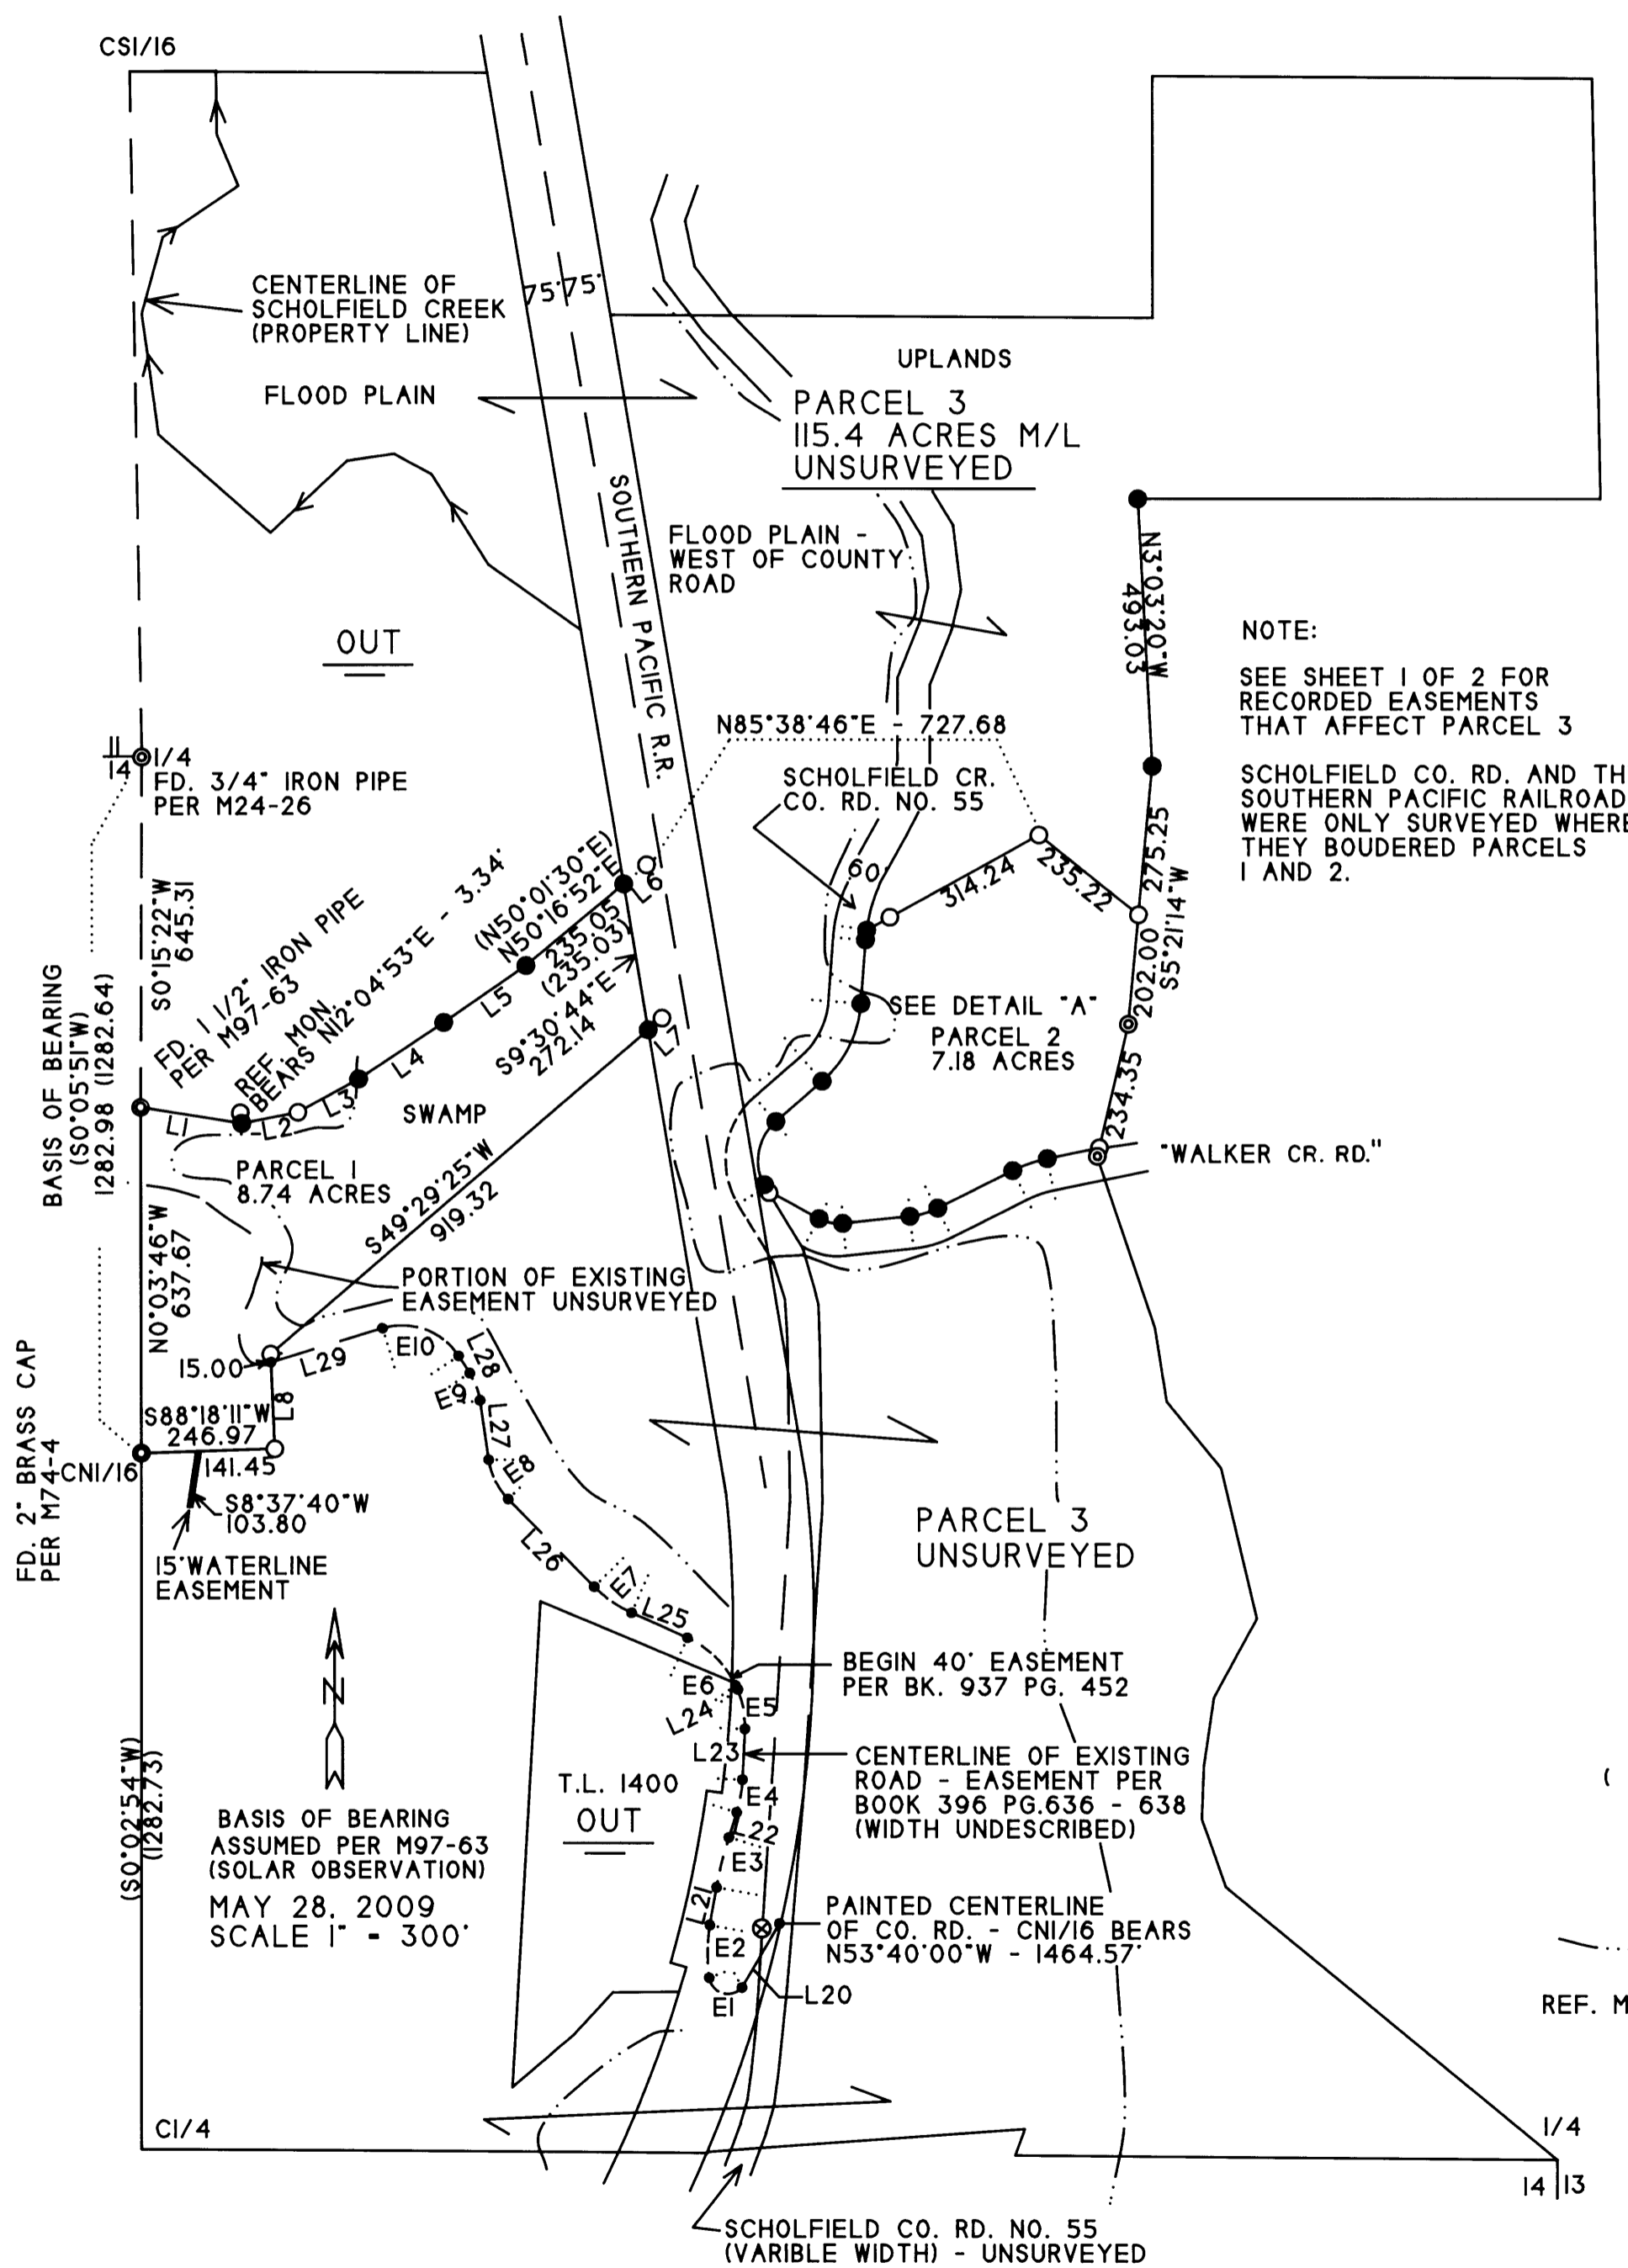 CS1/16
CENTERLINE OF
SCHOLFIELD CREEK
(PROPERTY LINE)
75'
75'
UPLANDS
FLOOD PLAIN
PARCEL 3
115.4 ACRES M/L
UNSURVEYED
SOUTHERN PACIFIC R.R.
FLOOD PLAIN -
WEST OF COUNTY
ROAD
N3°03'20"W
493.03
OUT
NOTE:
SEE SHEET 1 OF 2 FOR
RECORDED EASEMENTS
THAT AFFECT PARCEL 3
SCHOLFIELD CO. RD. AND TH
SOUTHERN PACIFIC RAILROAD
WERE ONLY SURVEYED WHERE
THEY BOUDERED PARCELS
1 AND 2.
N85°38'46"E - 727.68
11
14
1/4
FD. 3/4" IRON PIPE
PER M24-26
SCHOLFIELD CR.
CO. RD. NO. 55
60'
314.24
235.22
275.25
S5°21'14"W
202.00
234.35
BASIS OF BEARING
(S0°05'51"W)
1282.98 (1282.64)
S0°15'22"W
645.31
FD. 1 1/2" IRON PIPE
PER M97-63
REF. MON.
BEARS N12°04'53"E - 3.34'
(N50°01'30"E)
N50°16'52"E
235.05
(235.03)
S9°30'44"E
272.14
L6
L7
L5
L4
L3
L2
L1
SWAMP
SEE DETAIL "A"
PARCEL 2
7.18 ACRES
"WALKER CR. RD."
PARCEL 1
8.74 ACRES
S49°29'25"W
919.32
N0°03'46"W
637.67
PORTION OF EXISTING
EASEMENT UNSURVEYED
15.00
L29
E10
L28
E9
L8
S88°18'11"W
246.97
L27
FD. 2" BRASS CAP
PER M74-4
CN1/16
141.45
E8
S8°37'40"W
103.80
L26
15' WATERLINE
EASEMENT
E7
L25
PARCEL 3
UNSURVEYED
N
BEGIN 40' EASEMENT
PER BK. 937 PG. 452
E6
E5
L24
L23
CENTERLINE OF EXISTING
ROAD - EASEMENT PER
BOOK 396 PG.636 - 638
(WIDTH UNDESCRIBED)
(S0°02'54"W)
(1282.73)
T.L. 1400
OUT
E4
L22
E3
BASIS OF BEARING
ASSUMED PER M97-63
(SOLAR OBSERVATION)
MAY 28, 2009
SCALE 1" = 300'
L21
E2
PAINTED CENTERLINE
OF CO. RD. - CN1/16 BEARS
N53°40'00"W - 1464.57'
E1
L20
REF. M
(
C1/4
1/4
14
13
SCHOLFIELD CO. RD. NO. 55
(VARIBLE WIDTH) - UNSURVEYED